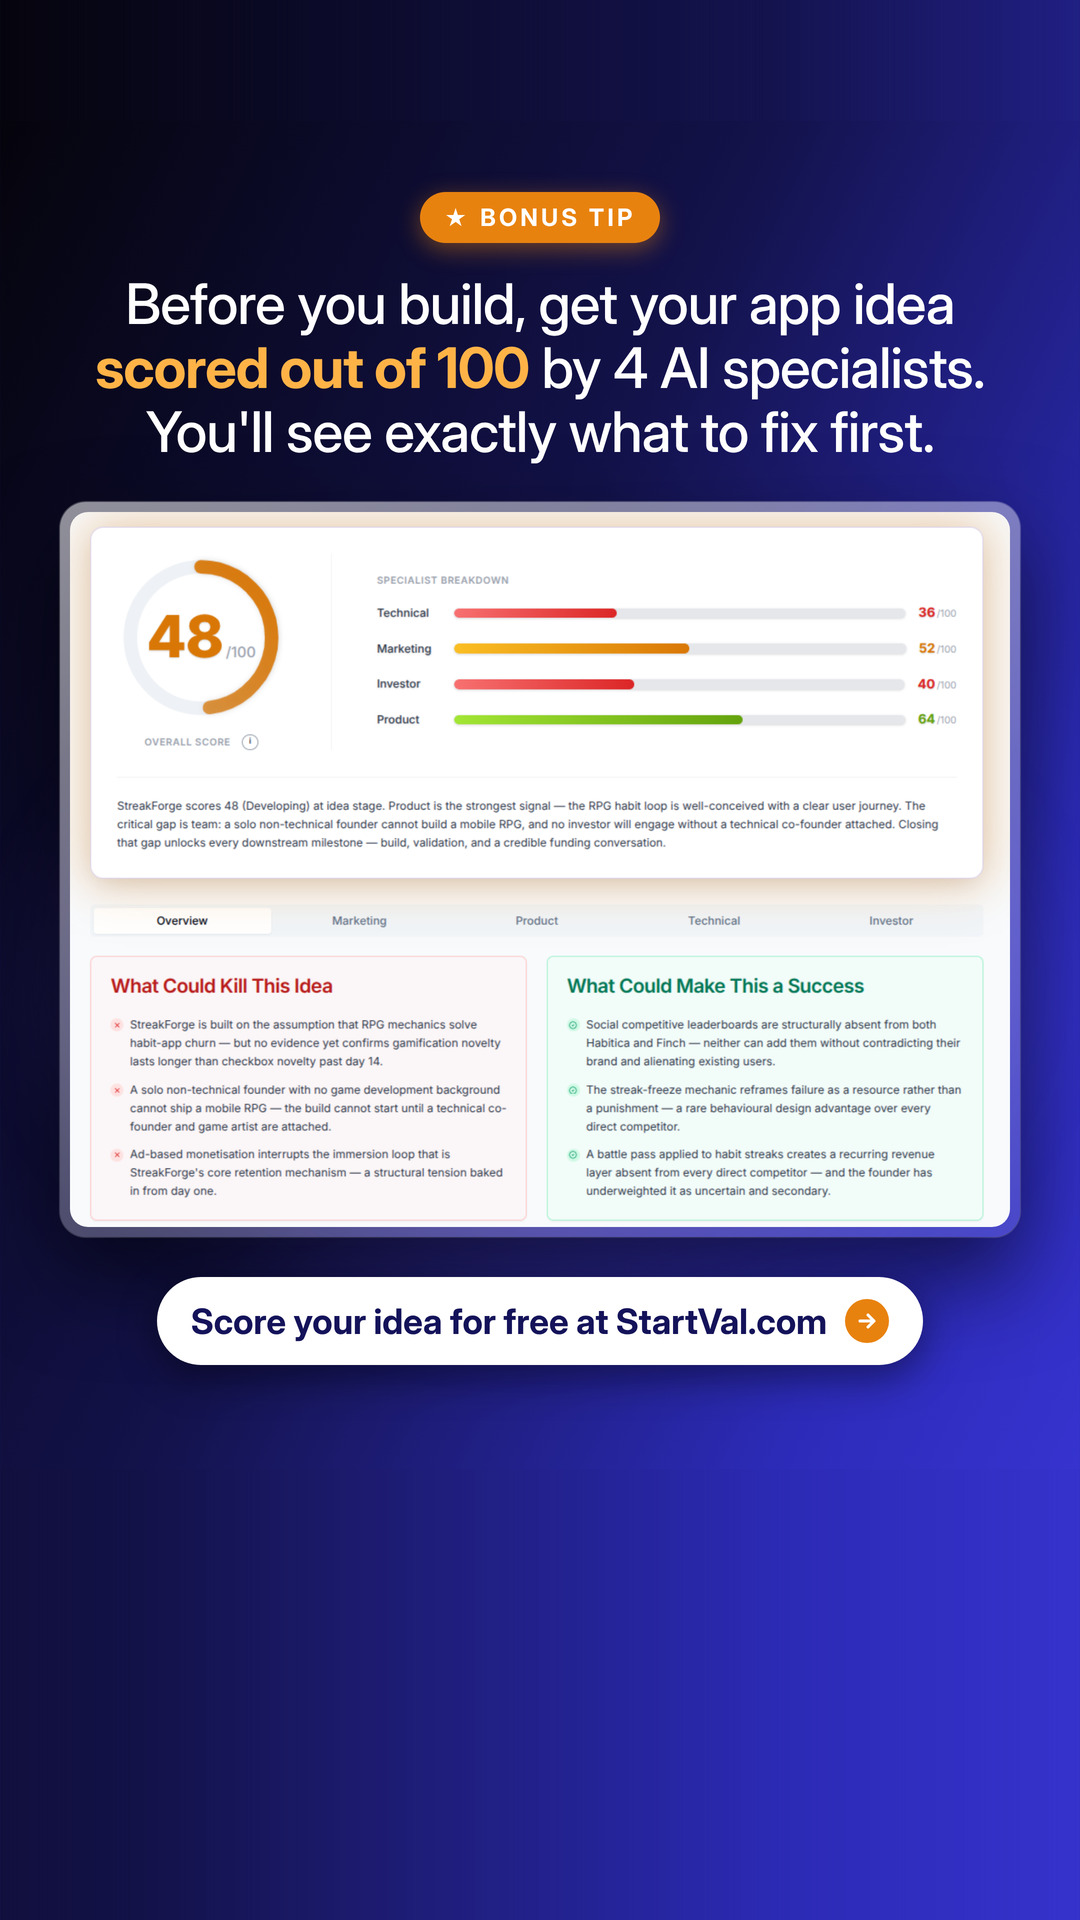 ★ BONUS TIP
Before you build, get your app idea
scored out of 100 by 4 AI specialists.
You'll see exactly what to fix first.
48/100
OVERALL SCORE
SPECIALIST BREAKDOWN
Technical 36/100
Marketing 52/100
Investor 40/100
Product 64/100
StreakForge scores 48 (Developing) at idea stage. Product is the strongest signal — the RPG habit loop is well-conceived with a clear user journey. The
critical gap is team: a solo non-technical founder cannot build a mobile RPG, and no investor will engage without a technical co-founder attached. Closing
that gap unlocks every downstream milestone — build, validation, and a credible funding conversation.
Overview Marketing Product Technical Investor
What Could Kill This Idea
StreakForge is built on the assumption that RPG mechanics solve
habit-app churn — but no evidence yet confirms gamification novelty
lasts longer than checkbox novelty past day 14.
A solo non-technical founder with no game development background
cannot ship a mobile RPG — the build cannot start until a technical co-
founder and game artist are attached.
Ad-based monetisation interrupts the immersion loop that is
StreakForge's core retention mechanism — a structural tension baked
in from day one.
What Could Make This a Success
Social competitive leaderboards are structurally absent from both
Habitica and Finch — neither can add them without contradicting their
brand and alienating existing users.
The streak-freeze mechanic reframes failure as a resource rather than
a punishment — a rare behavioural design advantage over every
direct competitor.
A battle pass applied to habit streaks creates a recurring revenue
layer absent from every direct competitor — and the founder has
underweighted it as uncertain and secondary.
Score your idea for free at StartVal.com →